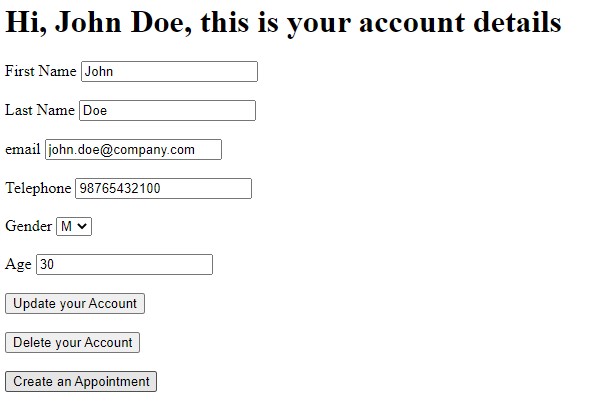 Hi, John Doe, this is your account details
First Name John
Last Name Doe
email john.doe@company.com
Telephone 98765432100
Gender M
Age 30
Update your Account
Delete your Account
Create an Appointment